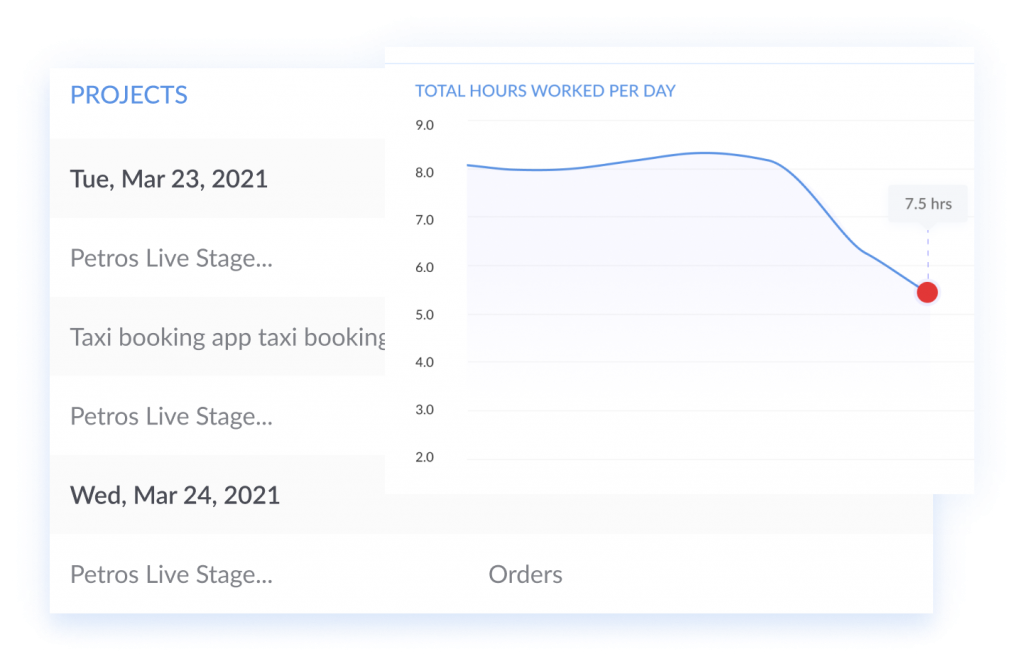 PROJECTS
Tue, Mar 23, 2021
Petros Live Stage...
Taxi booking app taxi booking
Petros Live Stage...
Wed, Mar 24, 2021
Petros Live Stage...
Orders
TOTAL HOURS WORKED PER DAY
9.0
8.0
7.0
6.0
5.0
4.0
3.0
2.0
7.5 hrs